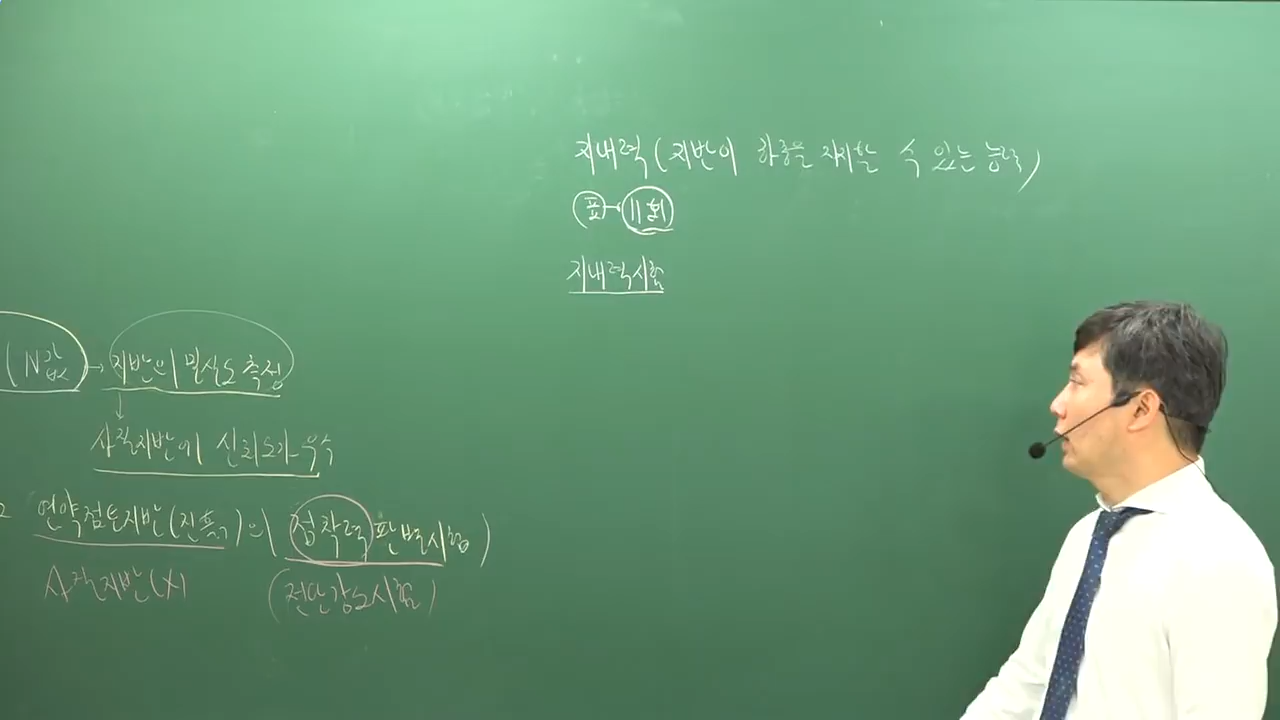 (N값 → 지반의 밀실도 측정
↓
사질지반에 신뢰도가 우수
2 연약점토지반(진흙)의 (점착력 판별시험)
사질지반(X) (전단강도시험)
지내력(지반이 하중을 지지할 수 있는 능력)
표 11회
지내력시험